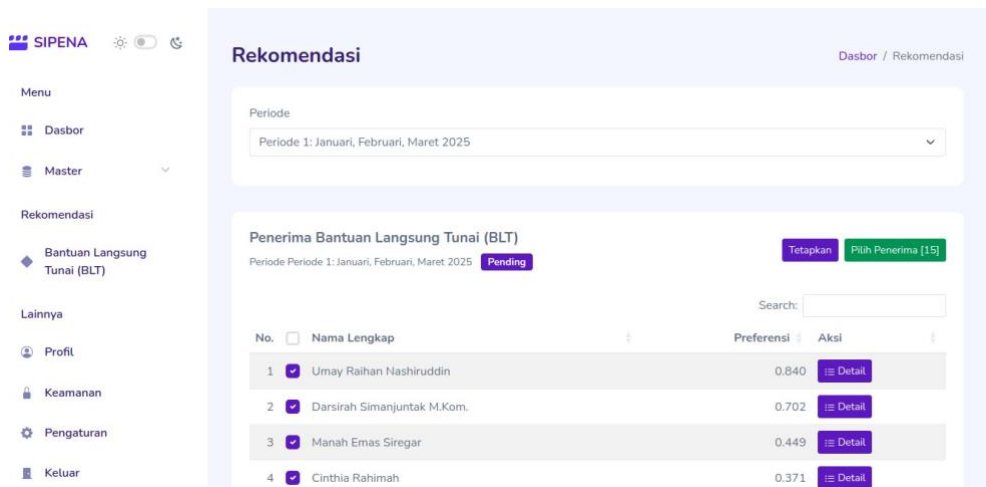 SIPENA
Menu
Dasbor
Master
Rekomendasi
Bantuan Langsung
Tunai (BLT)
Lainnya
Profil
Keamanan
Pengaturan
Keluar
Rekomendasi
Dasbor / Rekomendasi
Periode
Periode 1: Januari, Februari, Maret 2025
Penerima Bantuan Langsung Tunai (BLT)
Periode Periode 1: Januari, Februari, Maret 2025 Pending
Tetapkan Pilih Penerima [15]
Search:
No. Nama Lengkap Preferensi Aksi
1 Umay Raihan Nashiruddin 0.840 Detail
2 Darsirah Simanjuntak M.Kom. 0.702 Detail
3 Manah Emas Siregar 0.449 Detail
4 Cinthia Rahimah 0.371 Detail